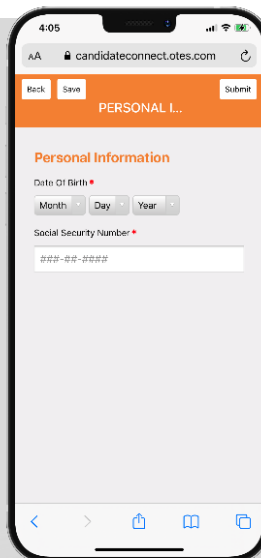 4:05
AA candidateconnect.otes.com
Back Save Submit
PERSONAL I...
Personal Information
Date Of Birth *
Month Day Year
Social Security Number *
###-##-####